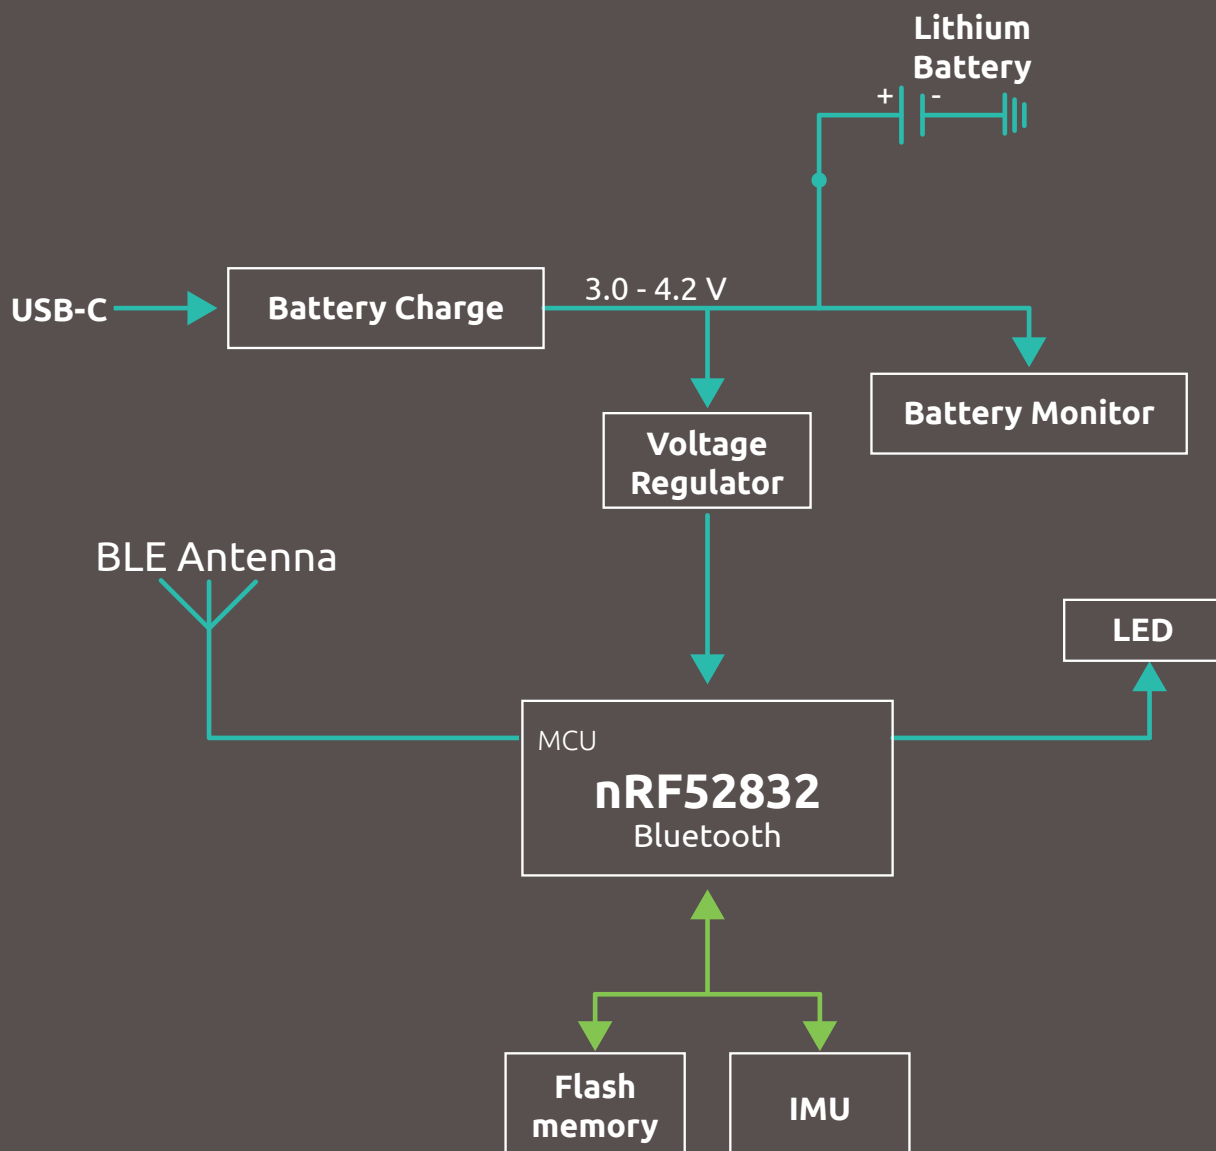 Lithium
Battery
+ -
USB-C
Battery Charge
3.0 - 4.2 V
Battery Monitor
Voltage
Regulator
BLE Antenna
LED
MCU
nRF52832
Bluetooth
Flash
memory
IMU